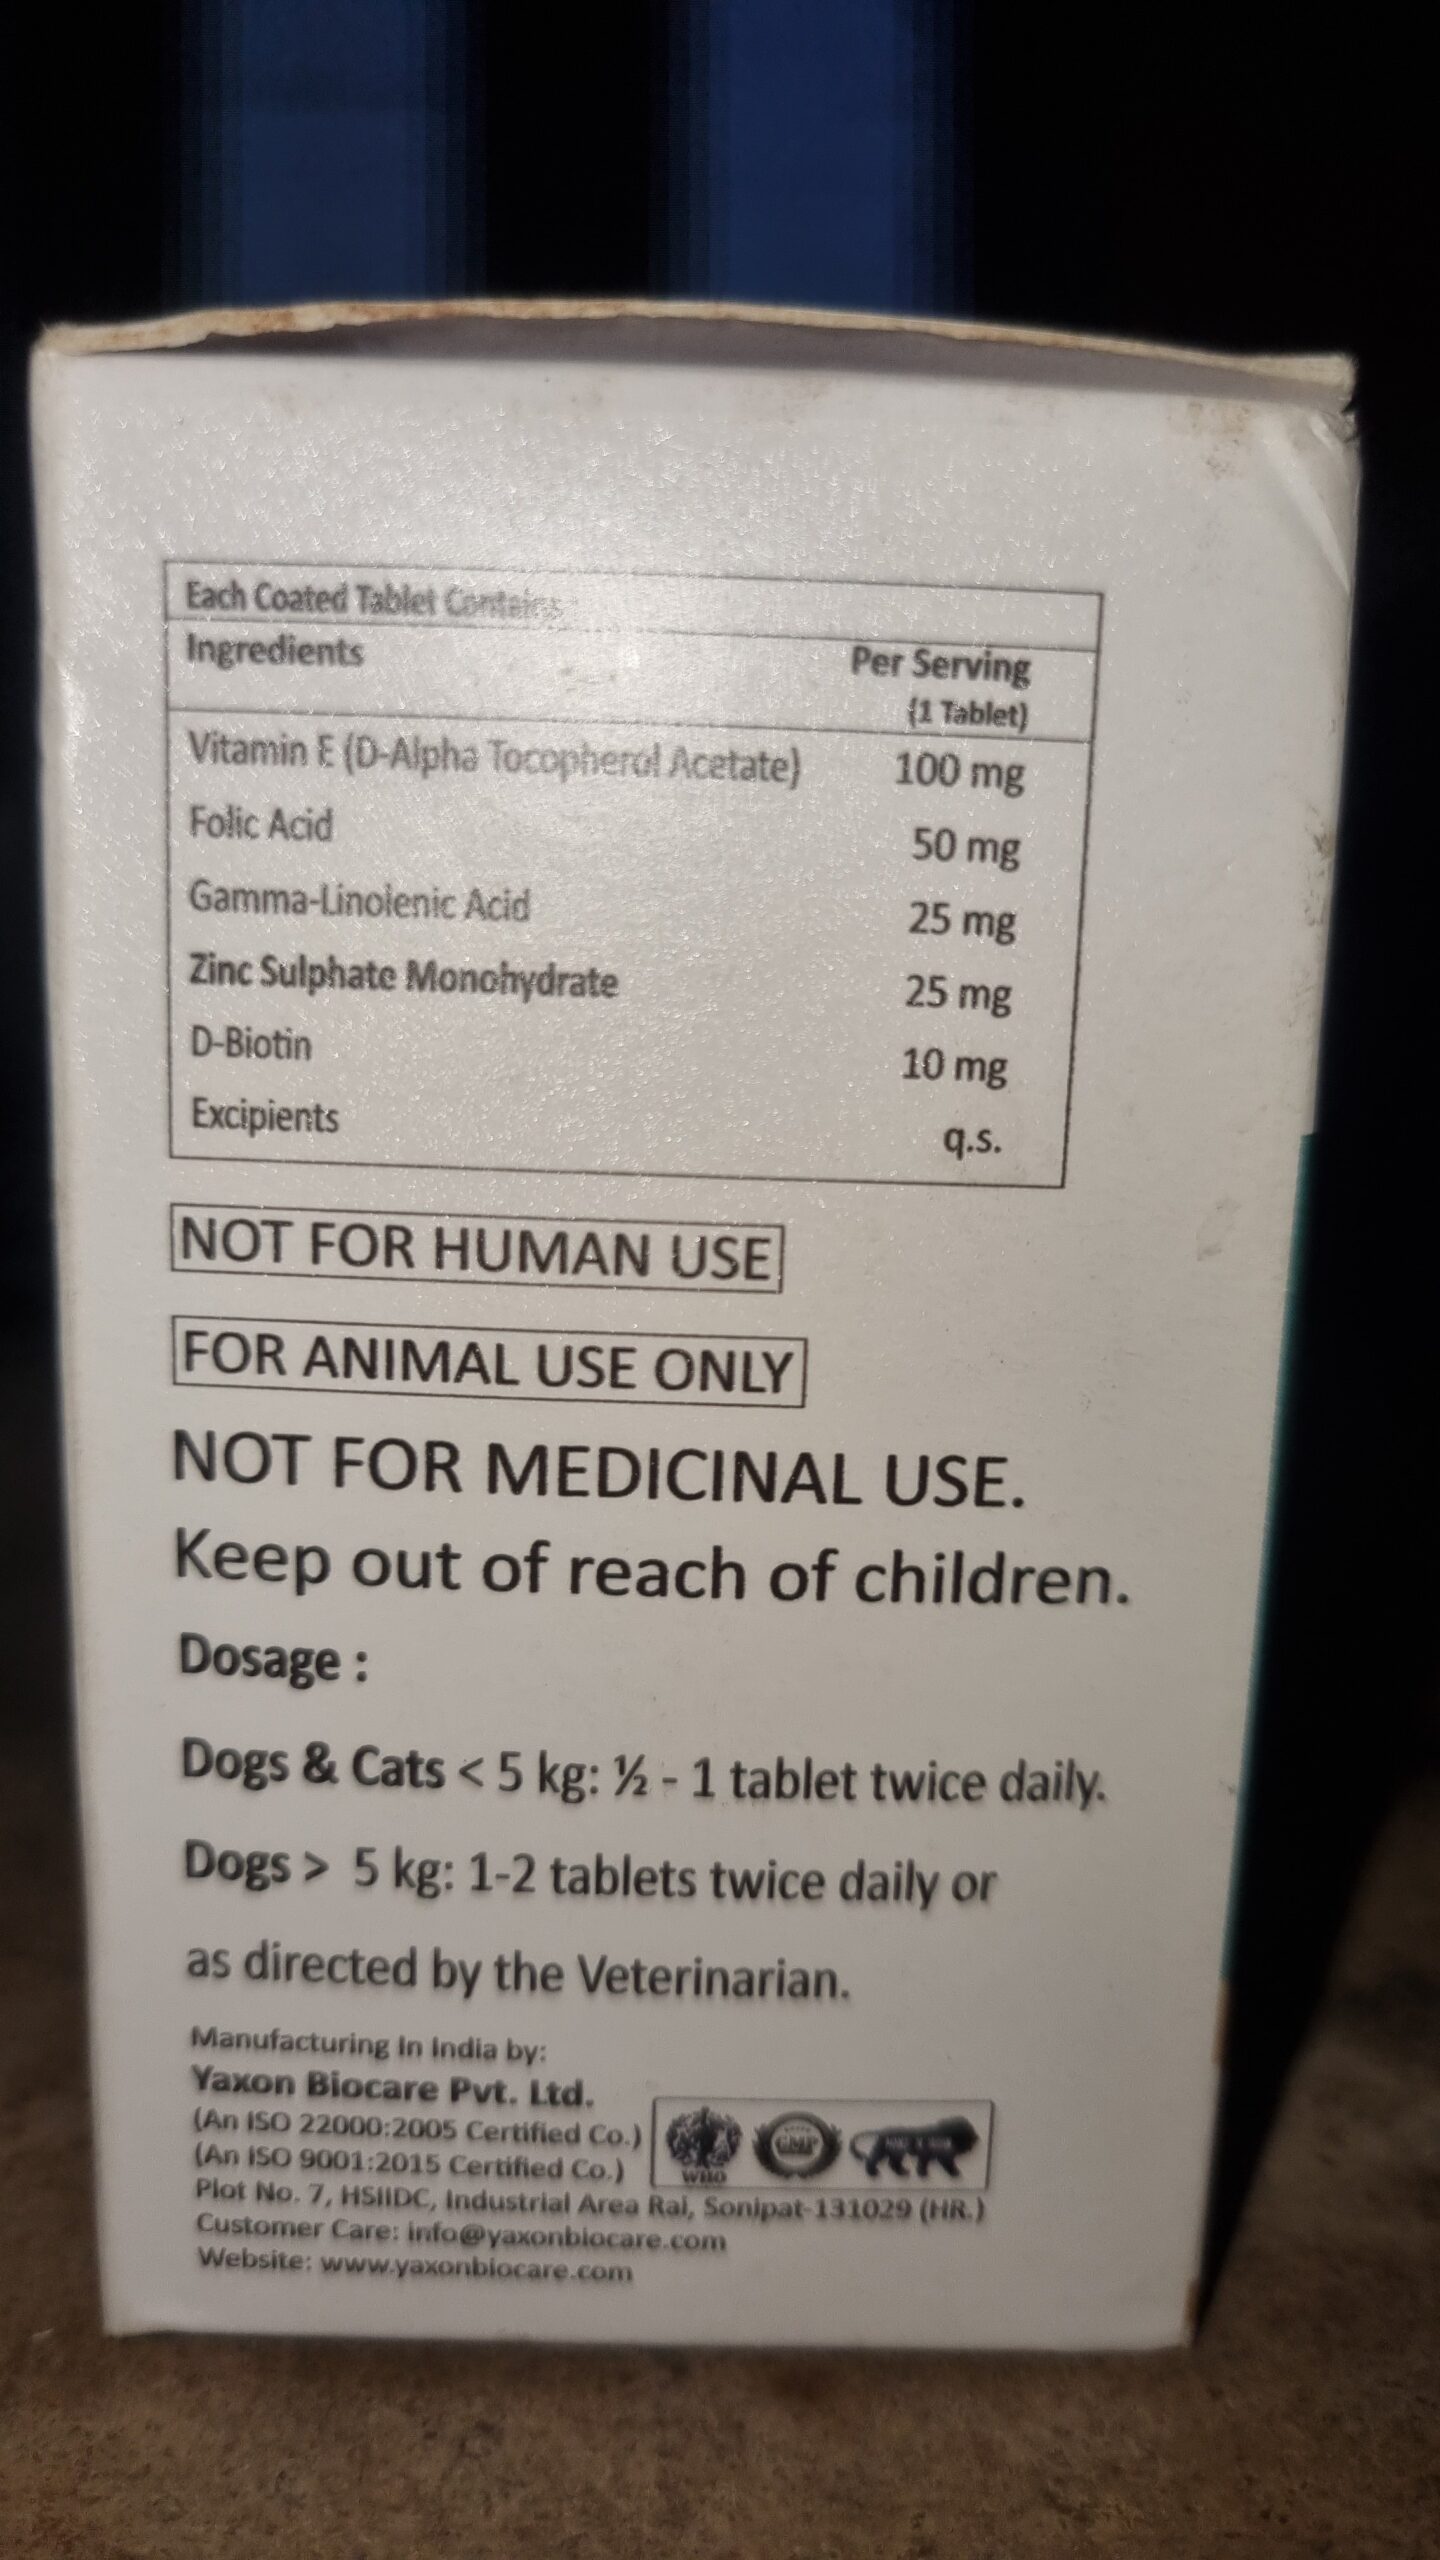 Each Coated Tablet Contains :
Ingredients Per Serving
(1 Tablet)
Vitamin E (D-Alpha Tocopherol Acetate) 100 mg
Folic Acid 50 mg
Gamma-Linolenic Acid 25 mg
Zinc Sulphate Monohydrate 25 mg
D-Biotin 10 mg
Excipients q.s.
NOT FOR HUMAN USE
FOR ANIMAL USE ONLY
NOT FOR MEDICINAL USE.
Keep out of reach of children.
Dosage :
Dogs & Cats < 5 kg: ½ - 1 tablet twice daily.
Dogs > 5 kg: 1-2 tablets twice daily or
as directed by the Veterinarian.
Manufacturing In India by:
Yaxon Biocare Pvt. Ltd.
(An ISO 22000:2005 Certified Co.)
(An ISO 9001:2015 Certified Co.)
WHO GMP
Plot No. 7, HSIIDC, Industrial Area Rai, Sonipat-131029 (HR.)
Customer Care: info@yaxonbiocare.com
Website: www.yaxonbiocare.com